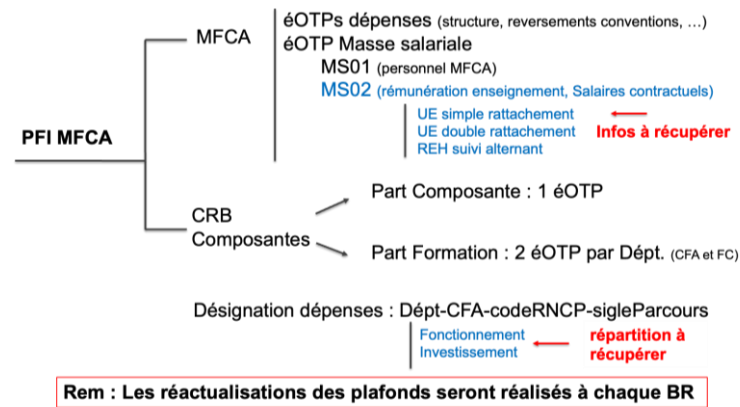 éOTPs dépenses (structure, reversements conventions, …)
MFCA
éOTP Masse salariale
MS01 (personnel MFCA)
MS02 (rémunération enseignement, Salaires contractuels)
UE simple rattachement
UE double rattachement
Infos à récupérer
REH suivi alternant
PFI MFCA
Part Composante : 1 éOTP
CRB
Composantes
Part Formation : 2 éOTP par Dépt. (CFA et FC)
Désignation dépenses : Dépt-CFA-codeRNCP-sigleParcours
Fonctionnement
Investissement
répartition à
récupérer
Rem : Les réactualisations des plafonds seront réalisés à chaque BR